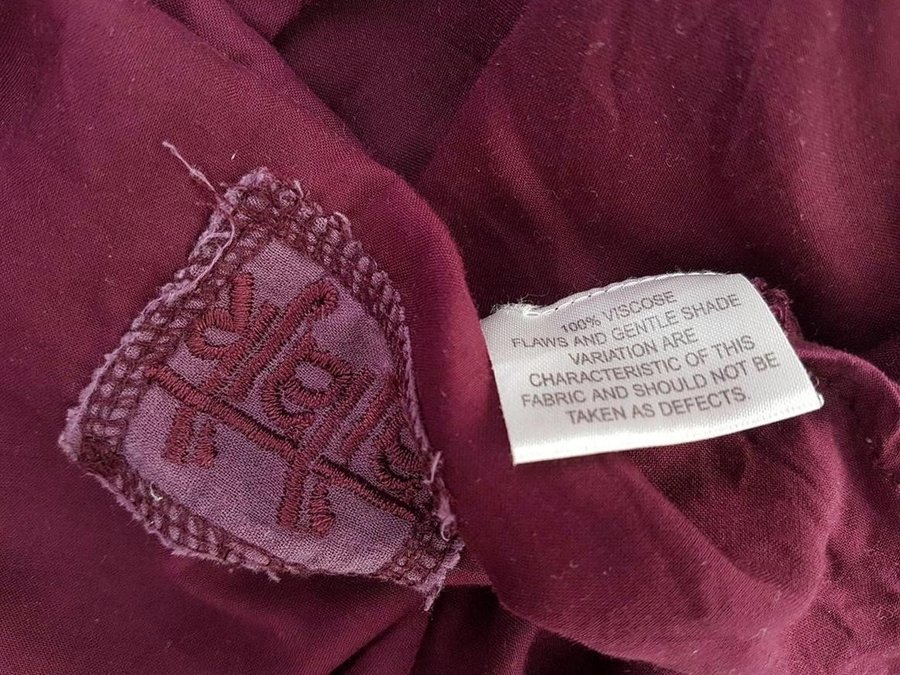 100% VISCOSE
FLAWS AND GENTLE SHADE
VARIATION ARE
CHARACTERISTIC OF THIS
FABRIC AND SHOULD NOT BE
TAKEN AS DEFECTS.